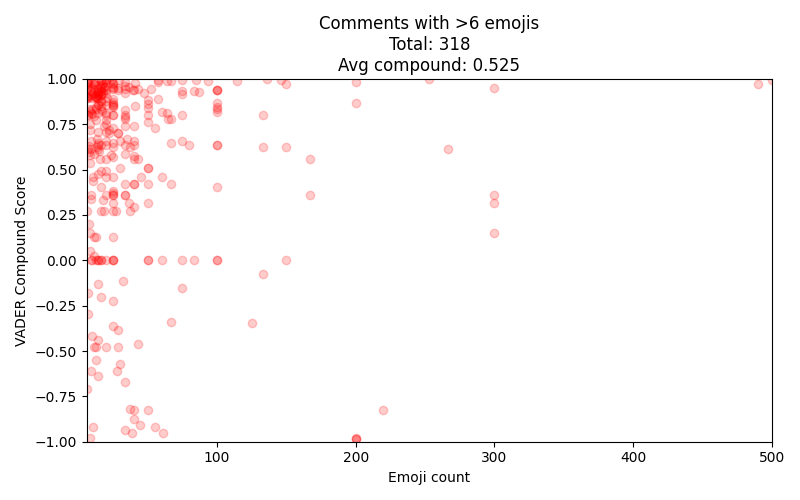 Comments with >6 emojis
Total: 318
Avg compound: 0.525
1.00
0.75
0.50
0.25
0.00
−0.25
−0.50
−0.75
−1.00
VADER Compound Score
100
200
300
400
500
Emoji count